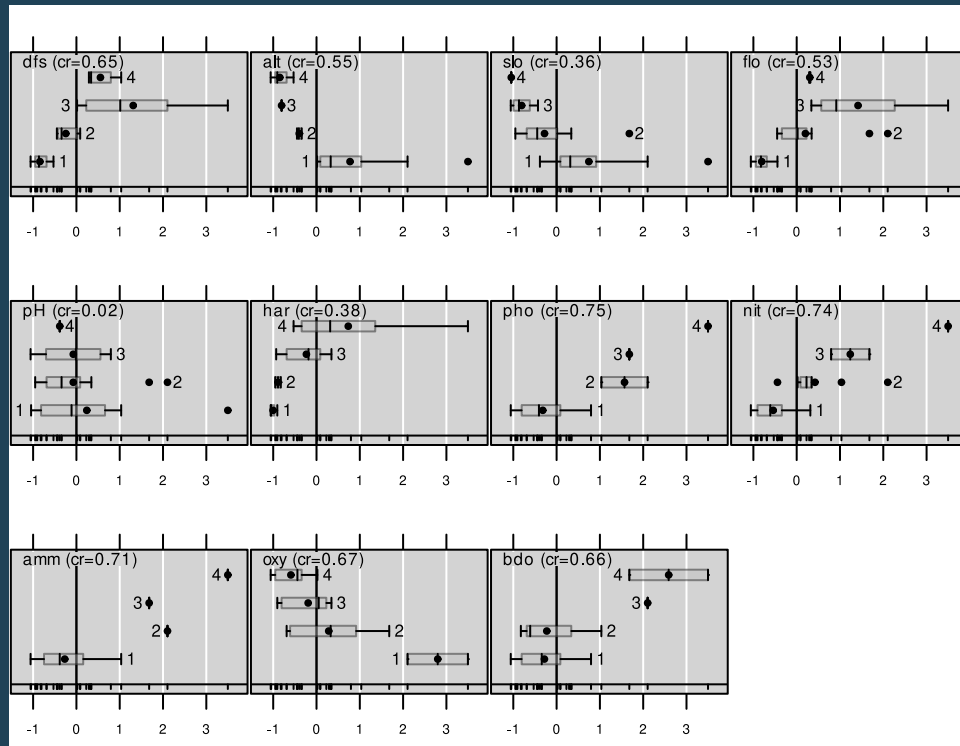 dfs (cr=0.65) alt (cr=0.55) slo (cr=0.36) flo (cr=0.53)
4 4 4 4
3 3 3 3
2 2 2 2
1 1 1 1
-1 0 1 2 3 -1 0 1 2 3 -1 0 1 2 3 -1 0 1 2 3
pH (cr=0.02) har (cr=0.38) pho (cr=0.75) nit (cr=0.74)
4 4 4 4
3 3 3 3
2 2 2 2
1 1 1 1
-1 0 1 2 3 -1 0 1 2 3 -1 0 1 2 3 -1 0 1 2 3
amm (cr=0.71) oxy (cr=0.67) bdo (cr=0.66)
4 4 4
3 3 3
2 2 2
1 1 1
-1 0 1 2 3 -1 0 1 2 3 -1 0 1 2 3